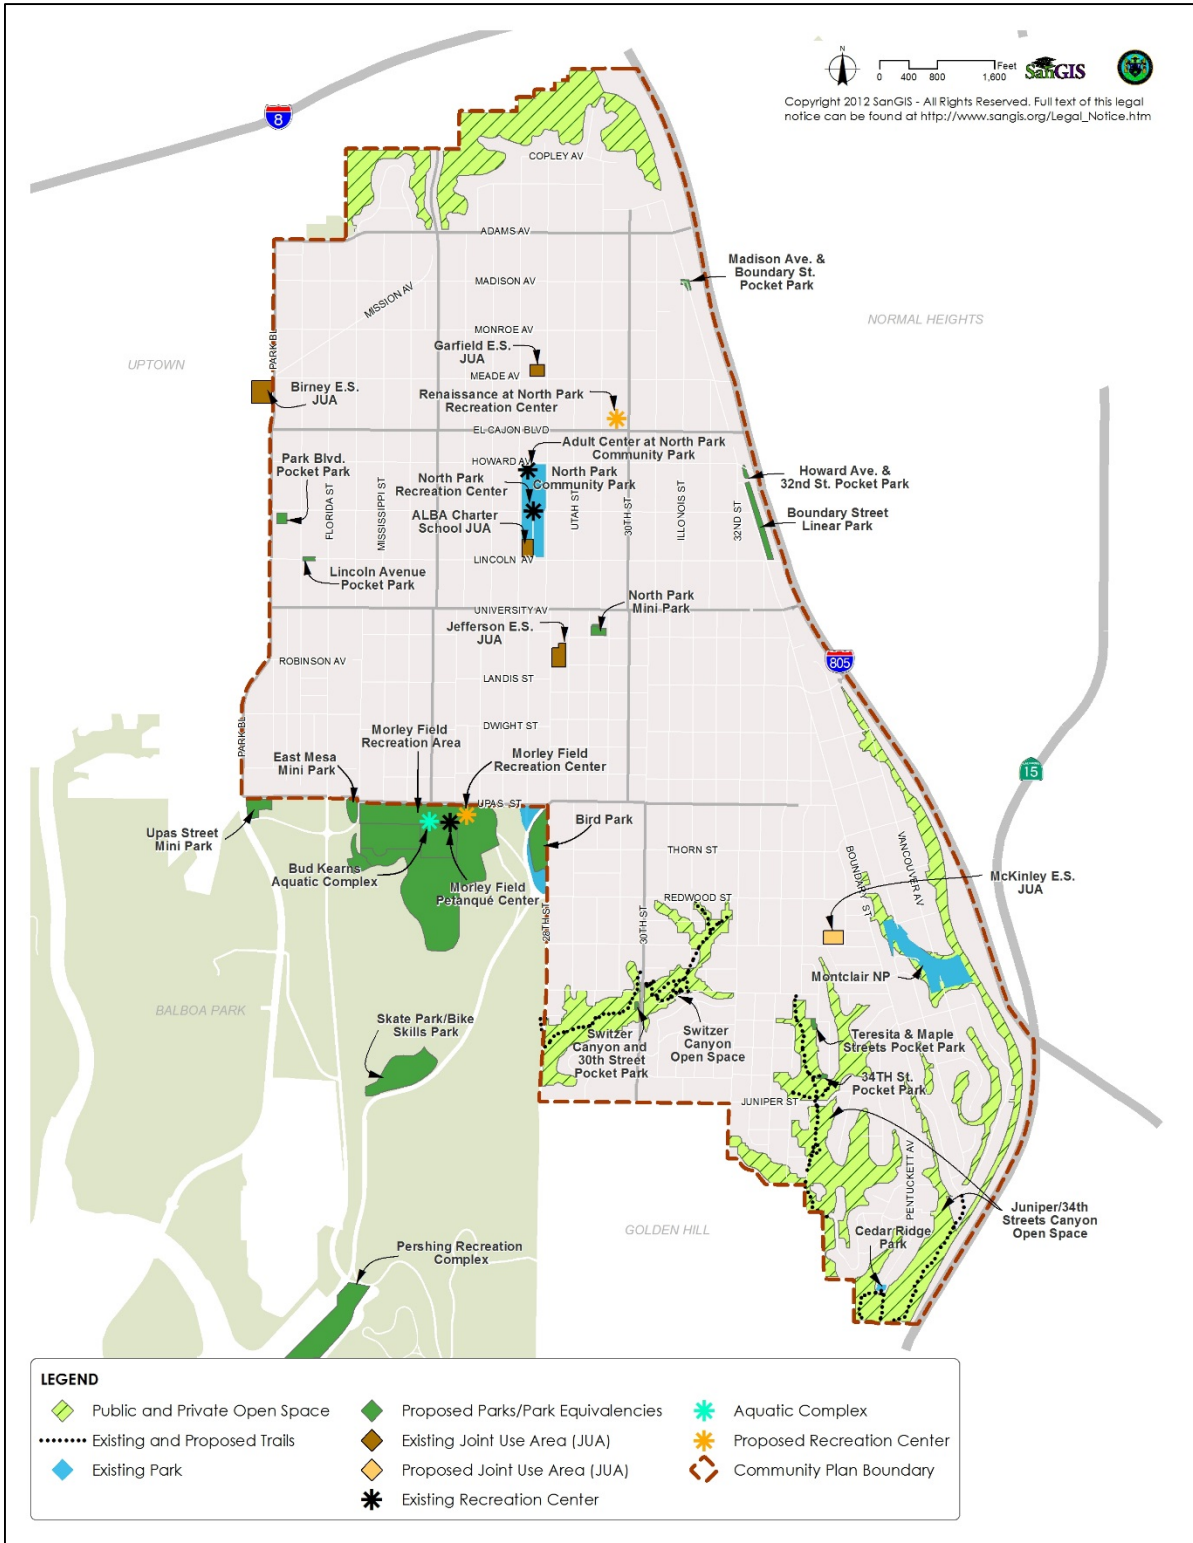 N
0 400 800 1,600
Feet
SanGIS
Copyright 2012 SanGIS - All Rights Reserved. Full text of this legal
notice can be found at http://www.sangis.org/Legal_Notice.htm
8
COPLEY AV
ADAMS AV
MADISON AV
MISSION AV
Madison Ave. &
Boundary St.
Pocket Park
NORMAL HEIGHTS
MONROE AV
Garfield E.S.
JUA
MEADE AV
UPTOWN
PARK BL
Birney E.S.
JUA
Renaissance at North Park
Recreation Center
EL CAJON BLVD
Adult Center at North Park
Community Park
HOWARD AV
North Park
Community Park
Park Blvd.
Pocket Park
North Park
Recreation Center
Howard Ave. &
32nd St. Pocket Park
FLORIDA ST
MISSISSIPPI ST
UTAH ST
30TH ST
ILLONOIS ST
32ND ST
ALBA Charter
School JUA
Boundary Street
Linear Park
LINCOLN AV
Lincoln Avenue
Pocket Park
North Park
Mini Park
UNIVERSITY AV
Jefferson E.S.
JUA
ROBINSON AV
LANDIS ST
805
DWIGHT ST
PARK BL
Morley Field
Recreation Area
East Mesa
Mini Park
Morley Field
Recreation Center
15
UPAS ST
Upas Street
Mini Park
Bird Park
THORN ST
BOUNDARY ST
VANCOUVER AV
Bud Kearns
Aquatic Complex
Morley Field
Petanqué Center
McKinley E.S.
JUA
REDWOOD ST
28TH ST
30TH ST
Montclair NP
BALBOA PARK
Skate Park/Bike
Skills Park
Switzer
Canyon and
30th Street
Pocket Park
Switzer
Canyon
Open Space
Teresita & Maple
Streets Pocket Park
34TH St.
Pocket Park
JUNIPER ST
PENTUCKETT AV
Juniper/34th
Streets Canyon
Open Space
GOLDEN HILL
Cedar Ridge
Park
Pershing Recreation
Complex
LEGEND
Public and Private Open Space
Existing and Proposed Trails
Existing Park
Proposed Parks/Park Equivalencies
Existing Joint Use Area (JUA)
Proposed Joint Use Area (JUA)
Existing Recreation Center
Aquatic Complex
Proposed Recreation Center
Community Plan Boundary